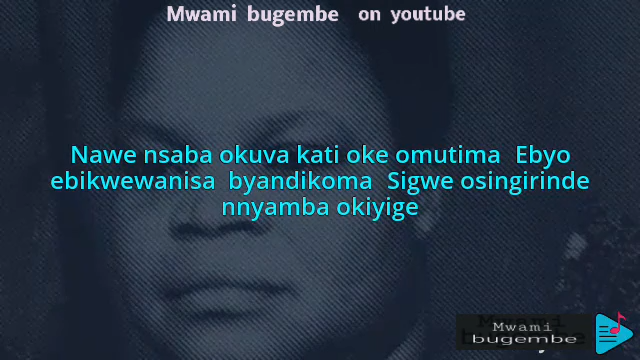 Mwami bugembe on youtube
Nawe nsaba okuva kati oke omutima Ebyo
ebikwewanisa byandikoma Sigwe osingirinde
nnyamba okiyige
Mwami
bugembe